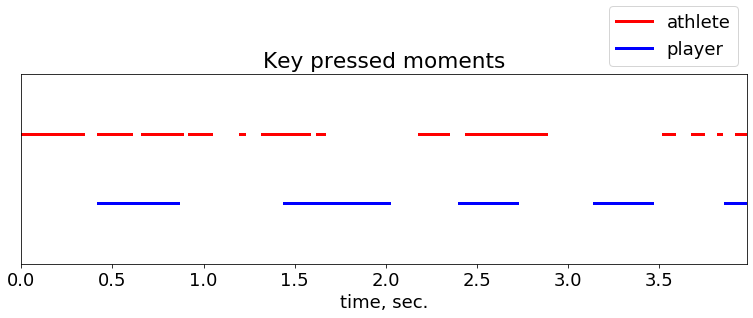 athlete
player
Key pressed moments
0.0 0.5 1.0 1.5 2.0 2.5 3.0 3.5
time, sec.